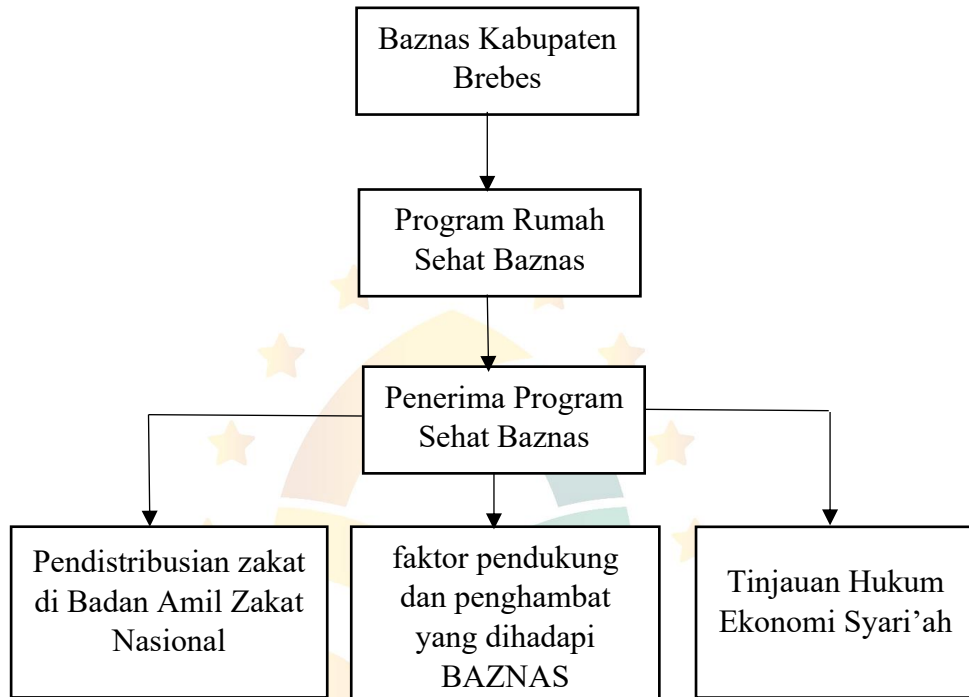 Baznas Kabupaten
Brebes
Program Rumah
Sehat Baznas
Penerima Program
Sehat Baznas
Pendistribusian zakat
di Badan Amil Zakat
Nasional
faktor pendukung
dan penghambat
yang dihadapi
BAZNAS
Tinjauan Hukum
Ekonomi Syari’ah